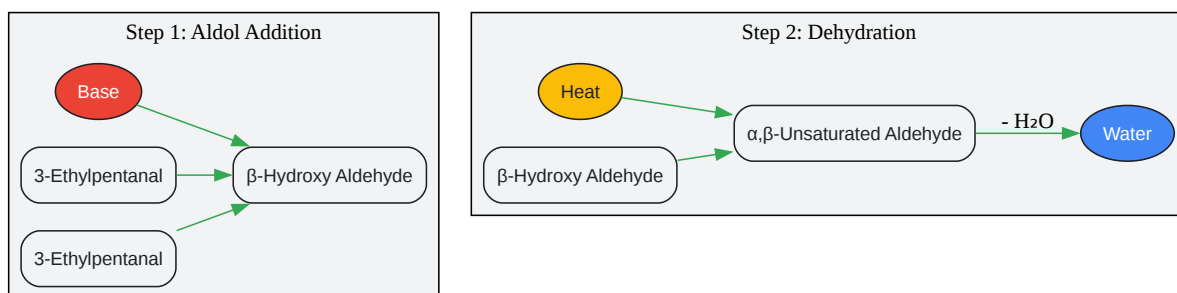 Step 1: Aldol Addition
Base
3-Ethylpentanal
β-Hydroxy Aldehyde
3-Ethylpentanal
Step 2: Dehydration
Heat
α,β-Unsaturated Aldehyde
- H₂O
Water
β-Hydroxy Aldehyde